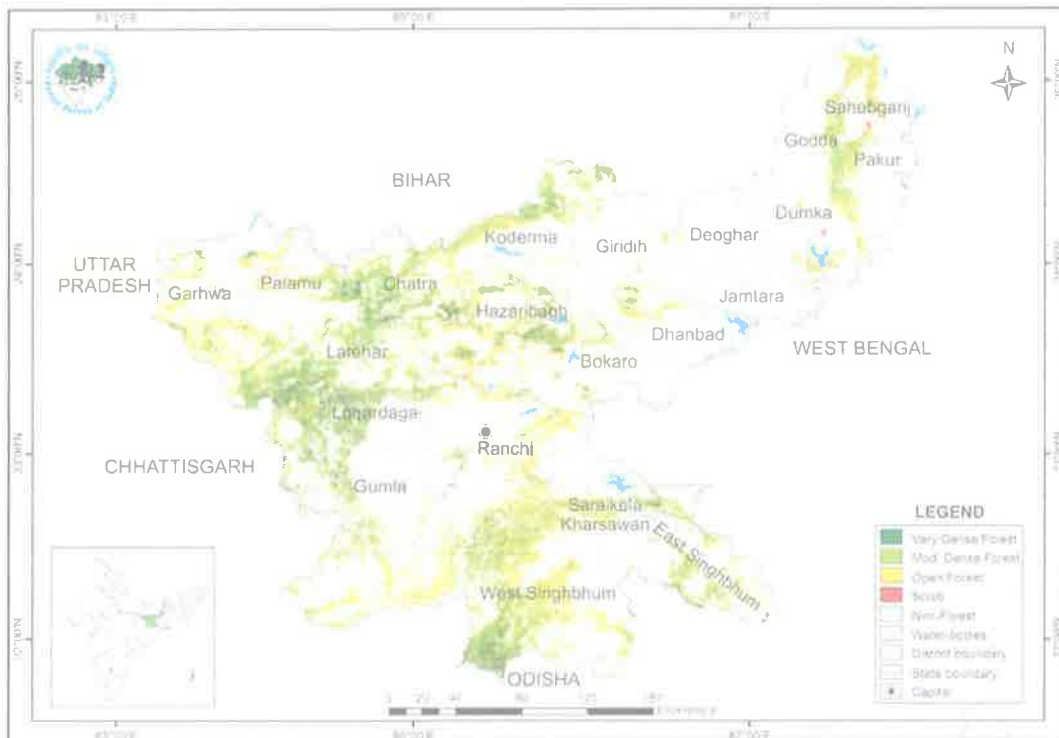 N
Sahebganj
Godda
Pakur
BIHAR
Dumka
Koderma
Giridih
Deoghar
UTTAR
PRADESH
Garhwa
Palamu
Chatra
Hazaribagh
Jamtara
Dhanbad
WEST BENGAL
Latehar
Bokaro
Lohardaga
Ranchi
CHHATTISGARH
Gumla
Saraikela
Kharsawan
East Singhbhum
West Singhbhum
ODISHA
LEGEND
Very Dense Forest
Mod. Dense Forest
Open Forest
Scrub
Non-Forest
Water-bodies
District boundary
State boundary
Capital